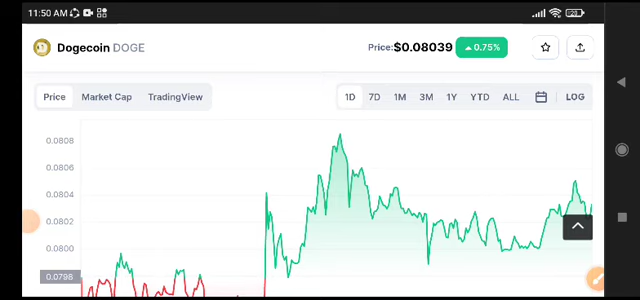 11:50 AM
Dogecoin DOGE
Price:$0.08039 0.75%
Price Market Cap TradingView
1D 7D 1M 3M 1Y YTD ALL LOG
0.0808
0.0806
0.0804
0.0802
0.0800
0.0798